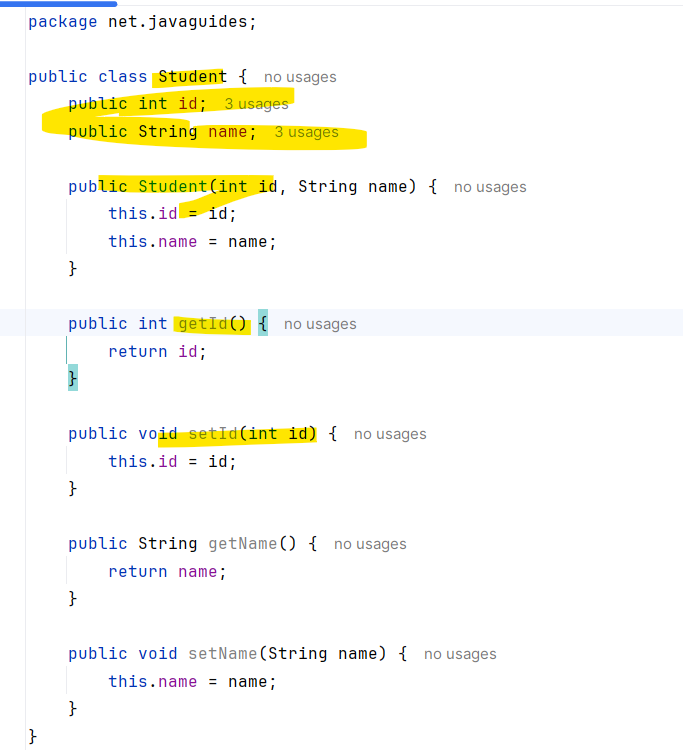 package net.javaguides;
public class Student {  no usages
    public int id;  3 usages
    public String name;  3 usages
    public Student(int id, String name) {  no usages
        this.id = id;
        this.name = name;
    }
    public int getId() {  no usages
        return id;
    }
    public void setId(int id) {  no usages
        this.id = id;
    }
    public String getName() {  no usages
        return name;
    }
    public void setName(String name) {  no usages
        this.name = name;
    }
}